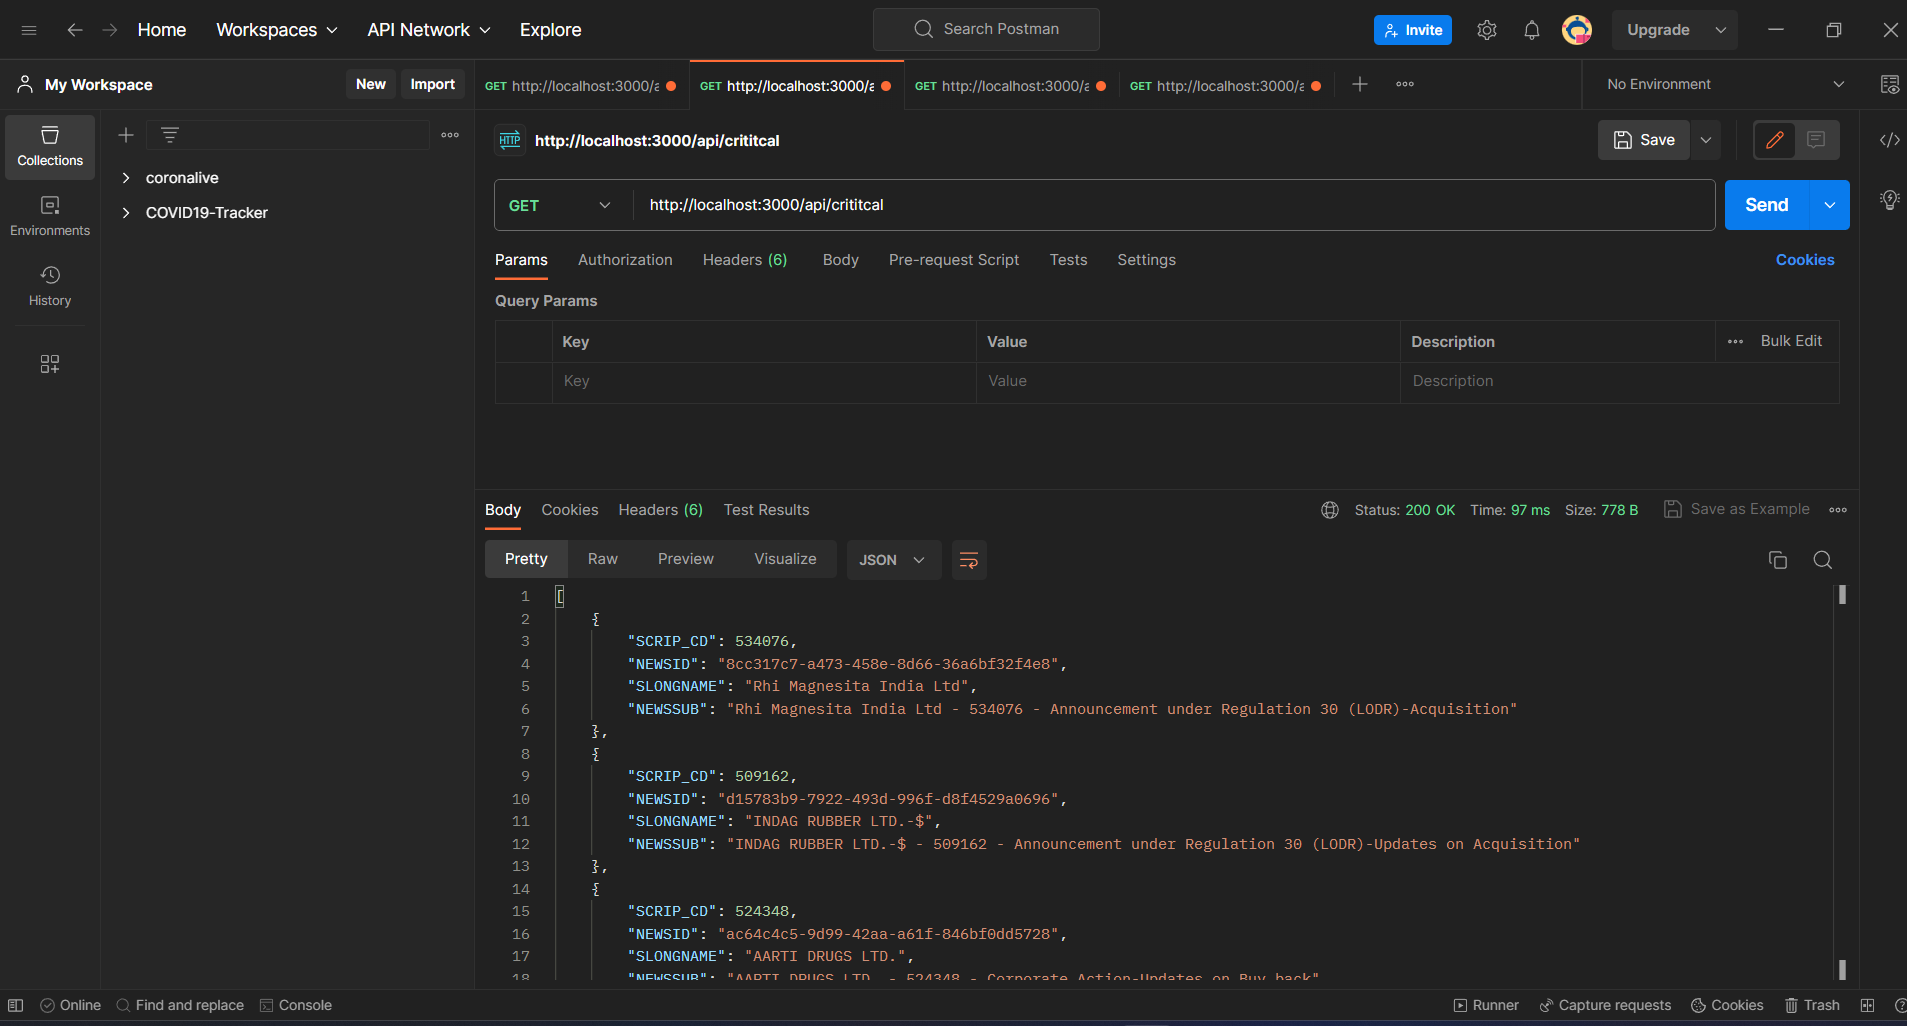 Home Workspaces API Network Explore Search Postman Invite Upgrade
My Workspace New Import GET http://localhost:3000/a GET http://localhost:3000/a GET http://localhost:3000/a GET http://localhost:3000/a No Environment
Collections
Environments
History
coronalive
COVID19-Tracker
HTTP http://localhost:3000/api/crititcal Save
GET http://localhost:3000/api/crititcal Send
Params Authorization Headers (6) Body Pre-request Script Tests Settings Cookies
Query Params
Key Value Description Bulk Edit
Key Value Description
Body Cookies Headers (6) Test Results Status: 200 OK Time: 97 ms Size: 778 B Save as Example
Pretty Raw Preview Visualize JSON
1 [
2 {
3 "SCRIP_CD": 534076,
4 "NEWSID": "8cc317c7-a473-458e-8d66-36a6bf32f4e8",
5 "SLONGNAME": "Rhi Magnesita India Ltd",
6 "NEWSSUB": "Rhi Magnesita India Ltd - 534076 - Announcement under Regulation 30 (LODR)-Acquisition"
7 },
8 {
9 "SCRIP_CD": 509162,
10 "NEWSID": "d15783b9-7922-493d-996f-d8f4529a0696",
11 "SLONGNAME": "INDAG RUBBER LTD.-$",
12 "NEWSSUB": "INDAG RUBBER LTD.-$ - 509162 - Announcement under Regulation 30 (LODR)-Updates on Acquisition"
13 },
14 {
15 "SCRIP_CD": 524348,
16 "NEWSID": "ac64c4c5-9d99-42aa-a61f-846bf0dd5728",
17 "SLONGNAME": "AARTI DRUGS LTD.",
18 "NEWSSUB": "AARTI DRUGS LTD. - 524348 - Corporate Action-Updates on Buy back"
Online Find and replace Console Runner Capture requests Cookies Trash